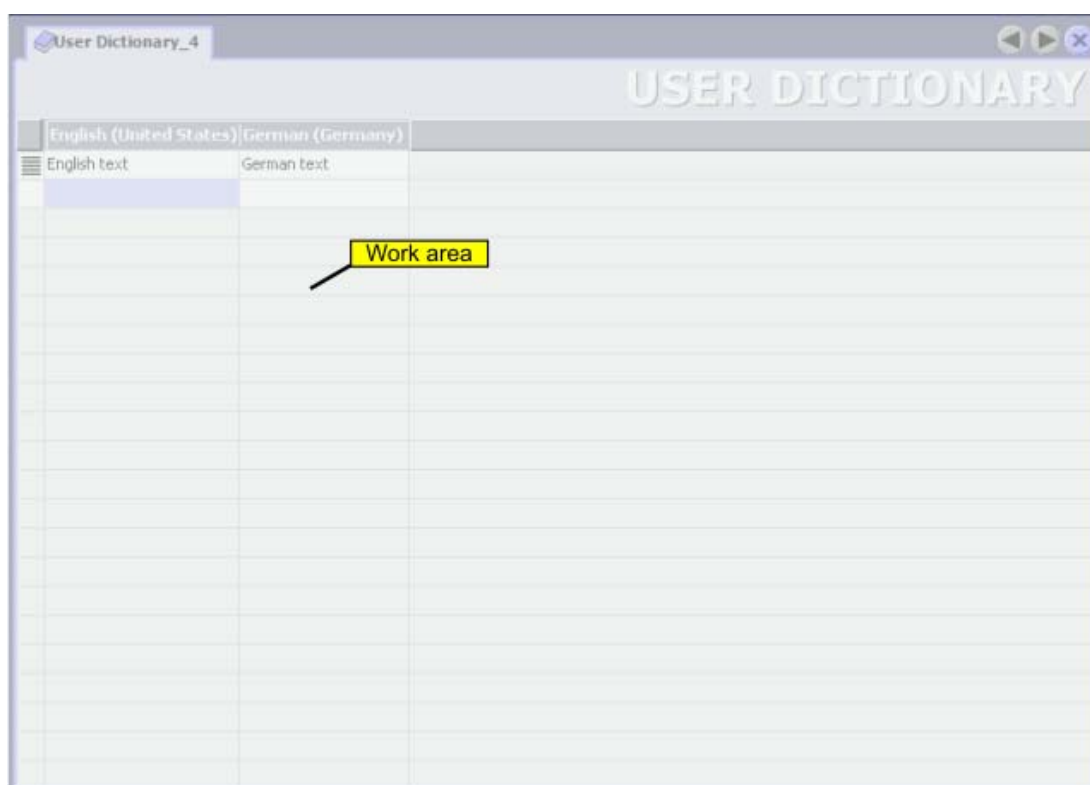 User Dictionary_4
USER DICTIONARY
English (United States) German (Germany)
English text German text
Work area